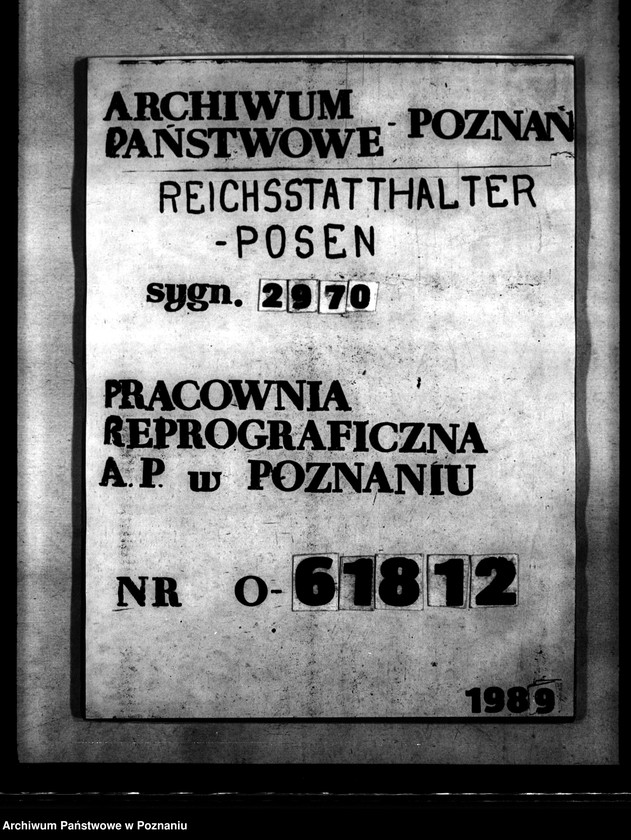 ARCHIWUM
PAŃSTWOWE - POZNAŃ
REICHSSTATTHALTER
-POSEN
sygn. 2970
PRACOWNIA
REPROGRAFICZNA
A.P. w POZNANIU
NR O-61812
1989
Archiwum Państwowe w Poznaniu